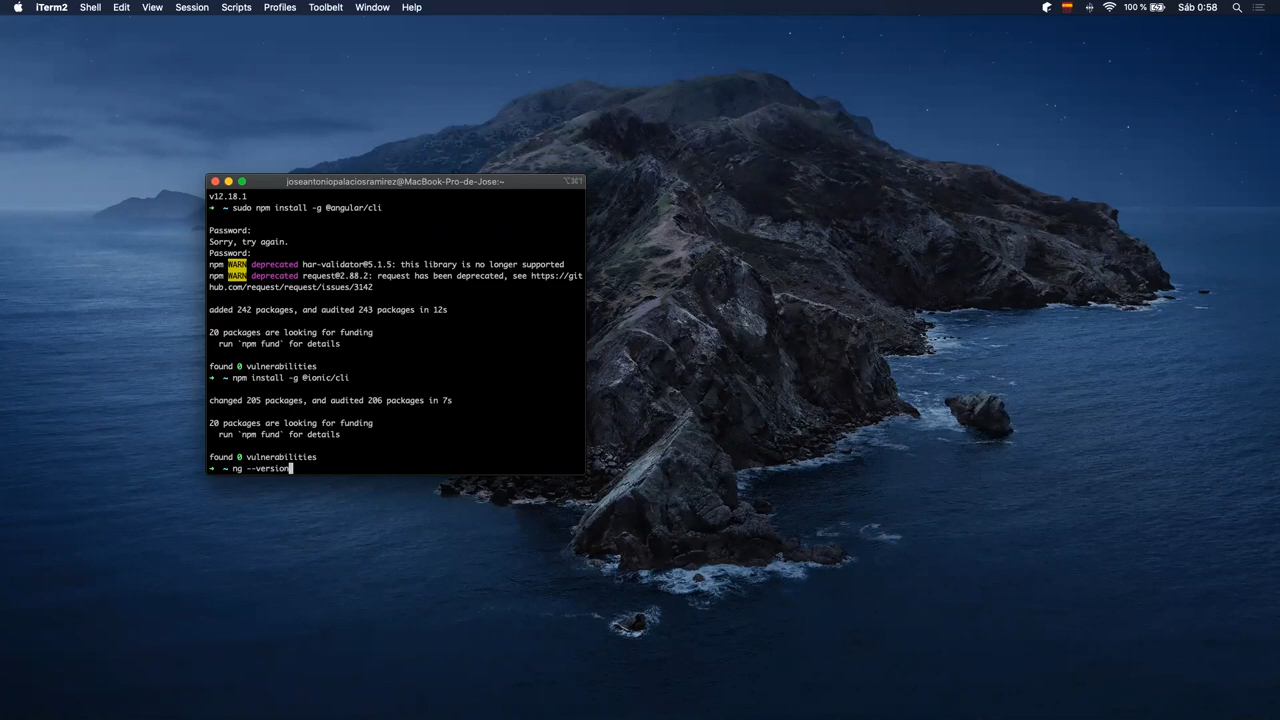 iTerm2 Shell Edit View Session Scripts Profiles Toolbelt Window Help 100 % Sáb 0:58
joseantoniopalaciosramirez@MacBook-Pro-de-Jose:~ ⌥⌘1
v12.18.1
➜ ~ sudo npm install -g @angular/cli
Password:
Sorry, try again.
Password:
npm WARN deprecated har-validator@5.1.5: this library is no longer supported
npm WARN deprecated request@2.88.2: request has been deprecated, see https://git
hub.com/request/request/issues/3142
added 242 packages, and audited 243 packages in 12s
20 packages are looking for funding
run `npm fund` for details
found 0 vulnerabilities
➜ ~ npm install -g @ionic/cli
changed 205 packages, and audited 206 packages in 7s
20 packages are looking for funding
run `npm fund` for details
found 0 vulnerabilities
➜ ~ ng --version